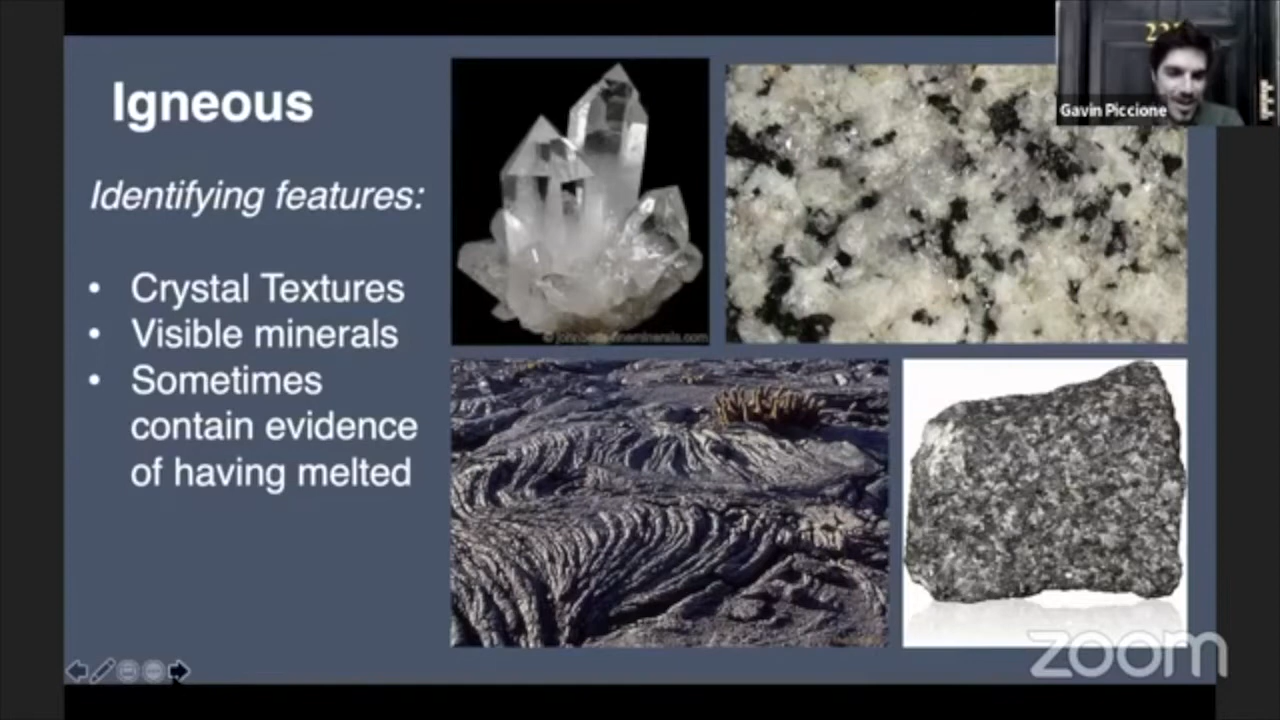 Igneous
Identifying features:
• Crystal Textures
• Visible minerals
• Sometimes
contain evidence
of having melted
Gavin Piccione
zoom